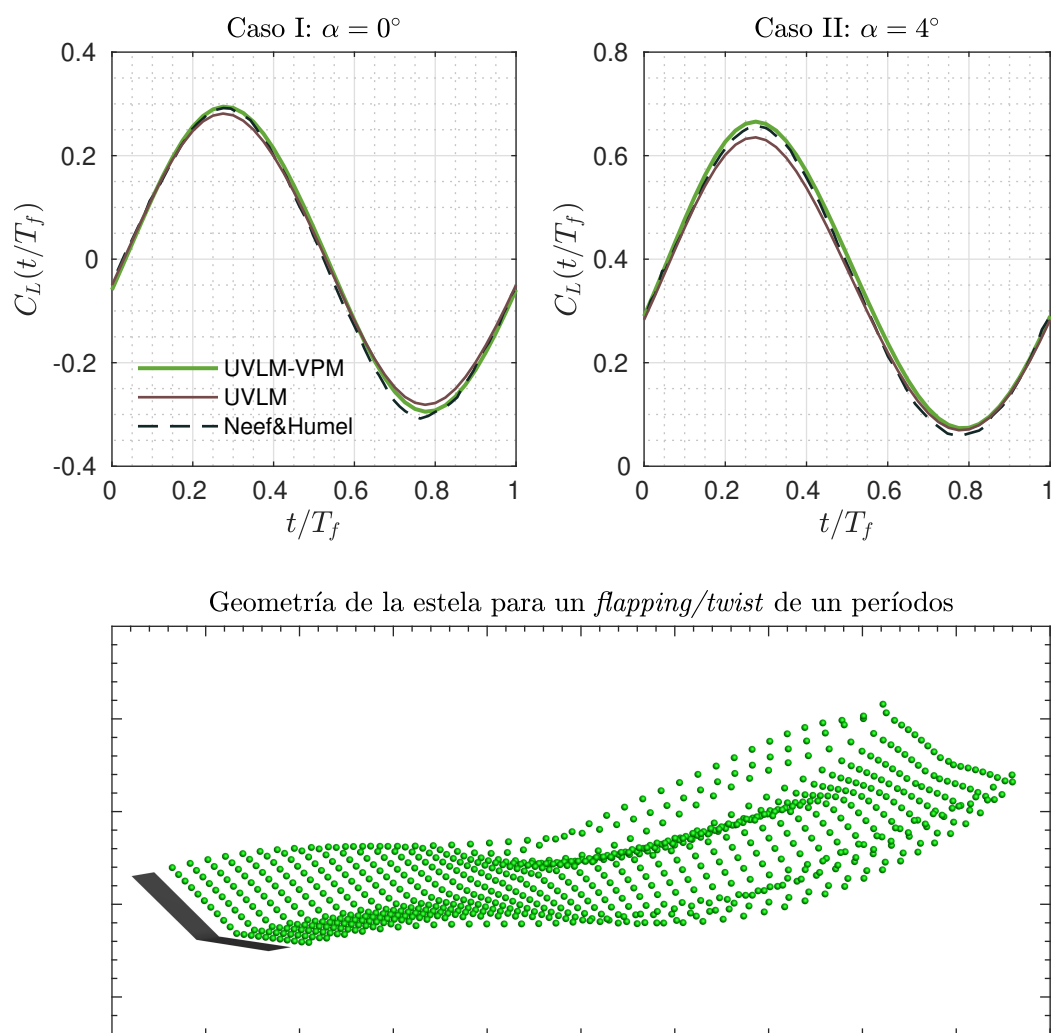 Caso I: α = 0°
Caso II: α = 4°
0.4
0.2
0
-0.2
-0.4
C_L(t/T_f)
UVLM-VPM
UVLM
Neef&Humel
0 0.2 0.4 0.6 0.8 1
t/T_f
0.8
0.6
0.4
0.2
0
C_L(t/T_f)
0 0.2 0.4 0.6 0.8 1
t/T_f
Geometría de la estela para un flapping/twist de un períodos